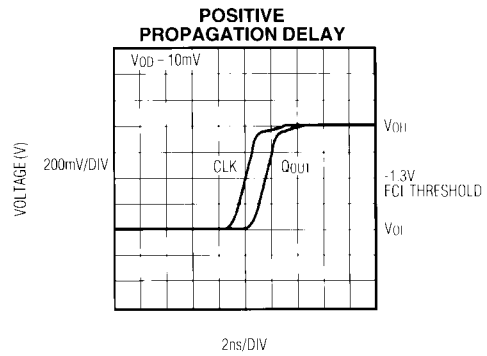 POSITIVE
PROPAGATION DELAY
VOD - 10mV
VOH
200mV/DIV
CLK
QOUT
-1.3V
ECL THRESHOLD
VOL
VOLTAGE (V)
2ns/DIV